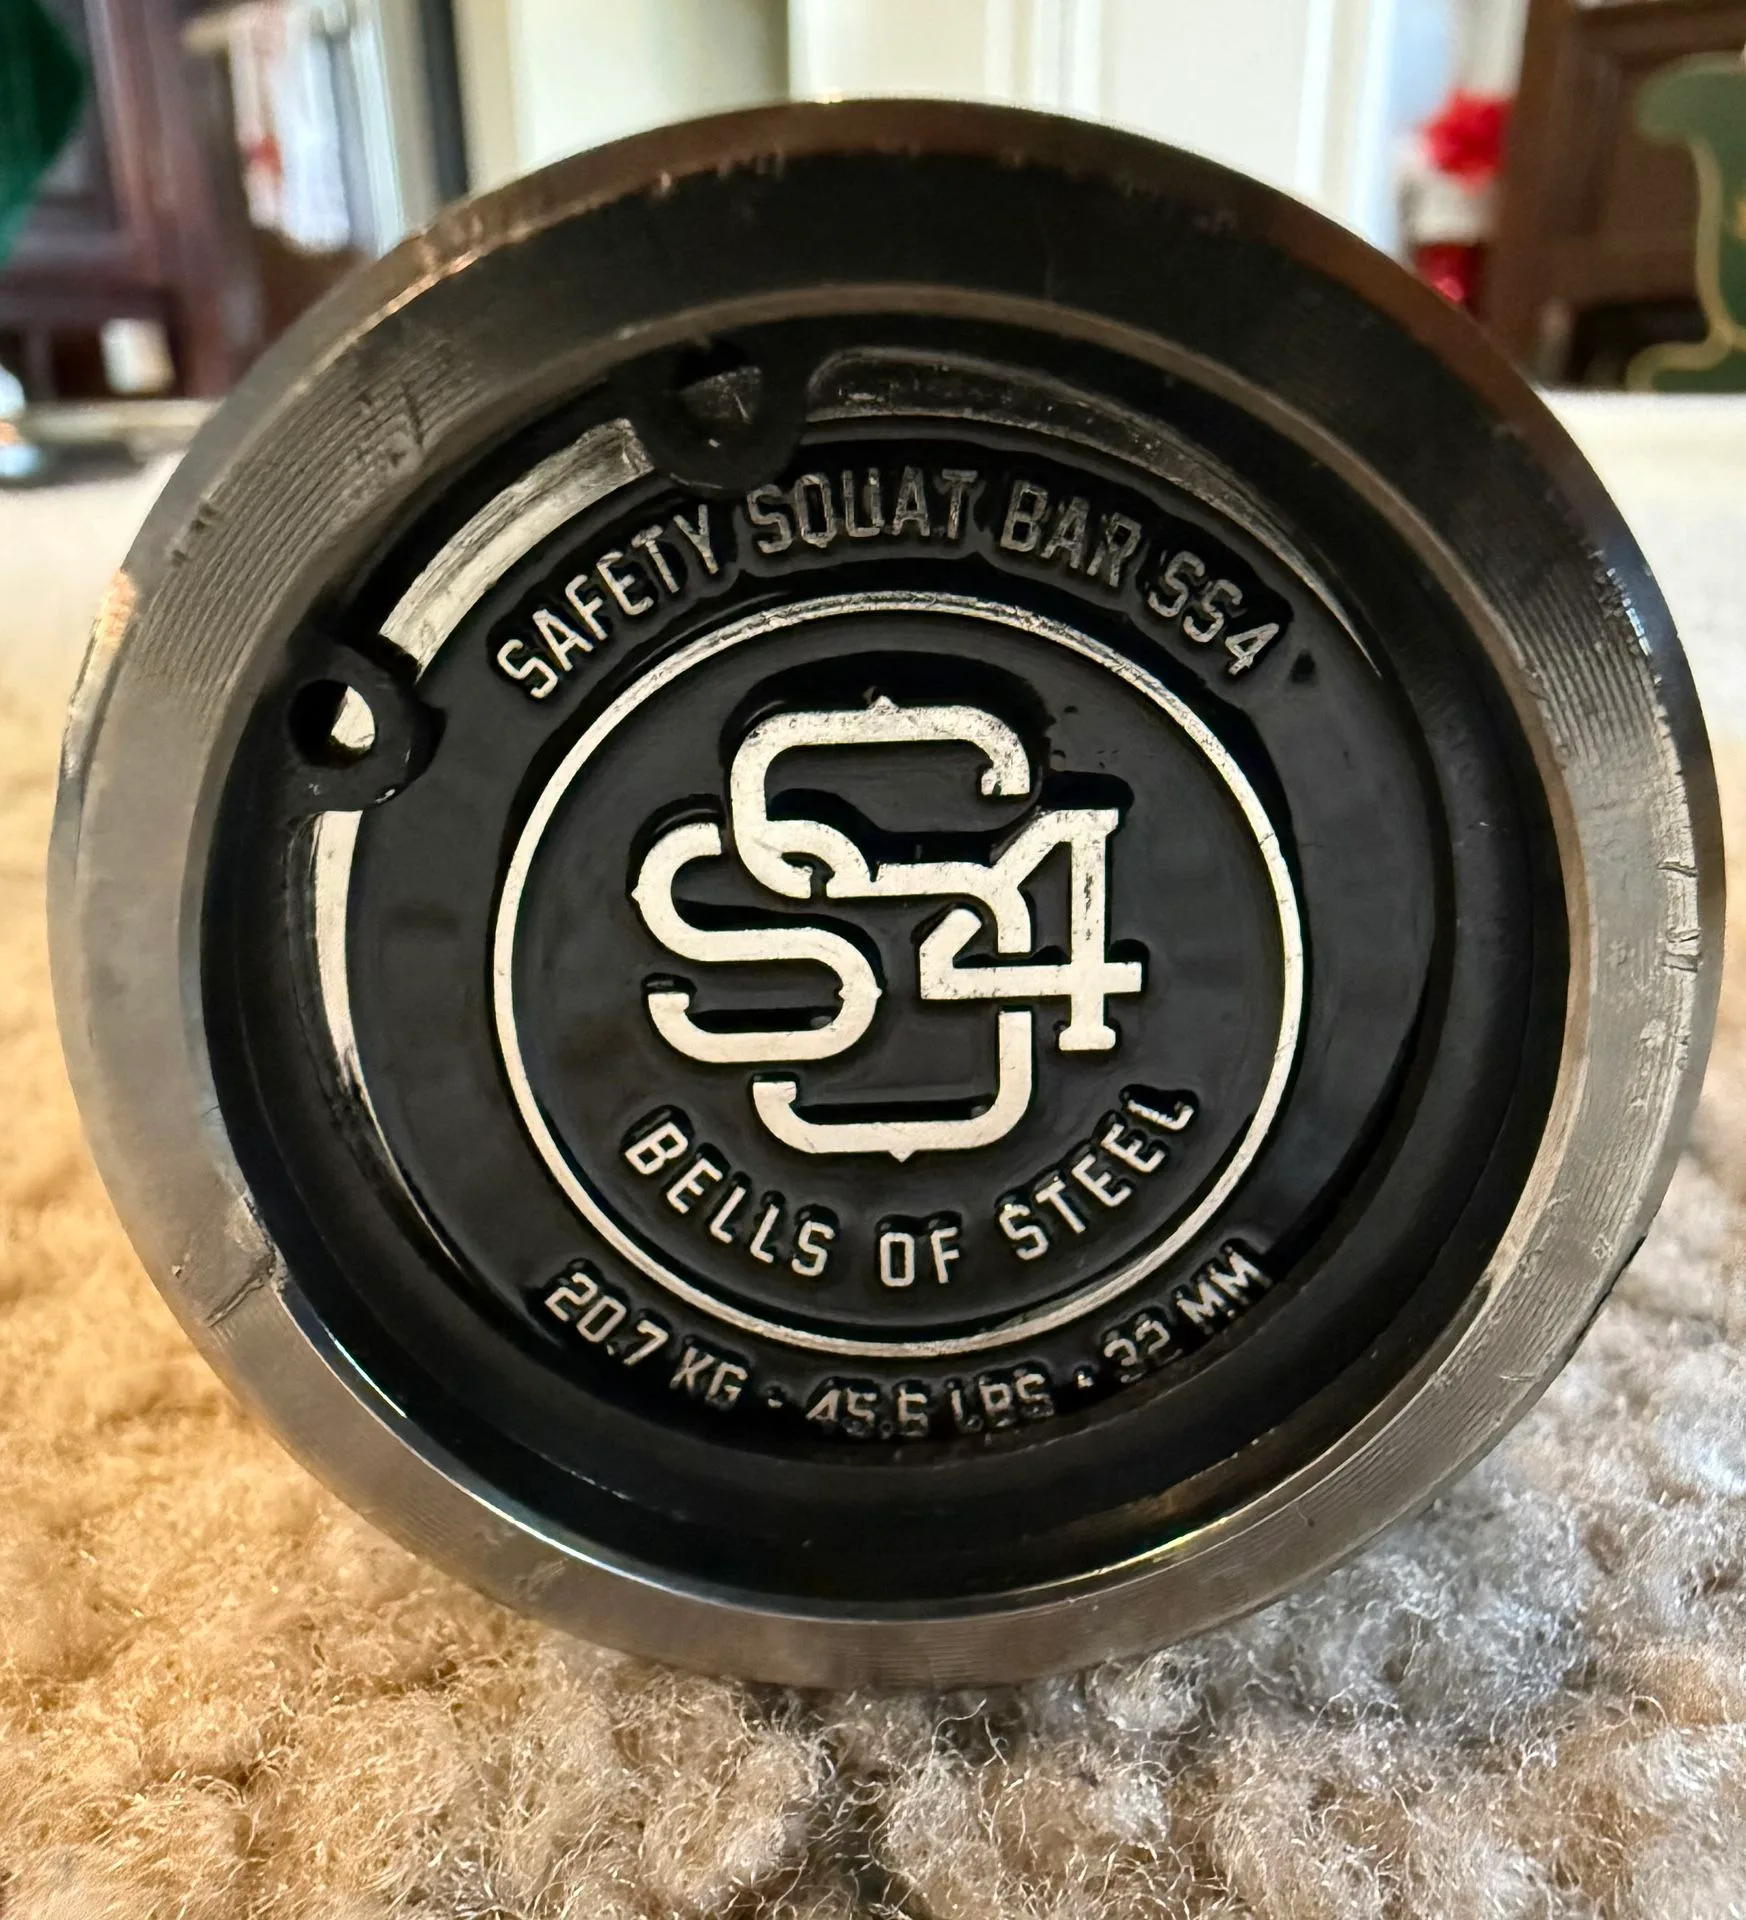 SAFETY SQUAT BAR SS4
SS4
BELLS OF STEEL
20.7 KG - 45.6 LBS - 32 MM